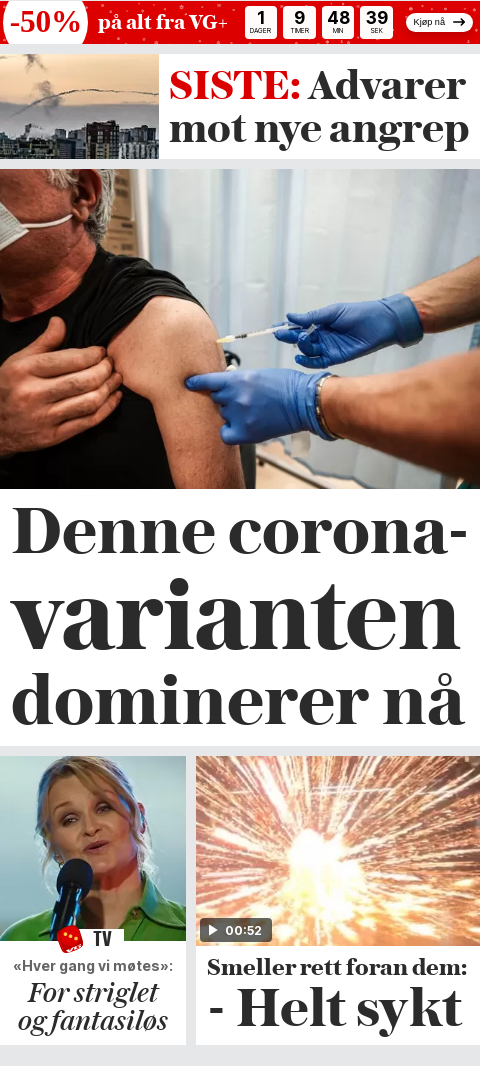 -50% på alt fra VG+ 1 9 48 39 Kjøp nå
DAGER TIMER MIN SEK
SISTE: Advarer
mot nye angrep
Denne corona-
varianten
dominerer nå
00:52
TV
«Hver gang vi møtes»:
For striglet
og fantasiløs
Smeller rett foran dem:
- Helt sykt